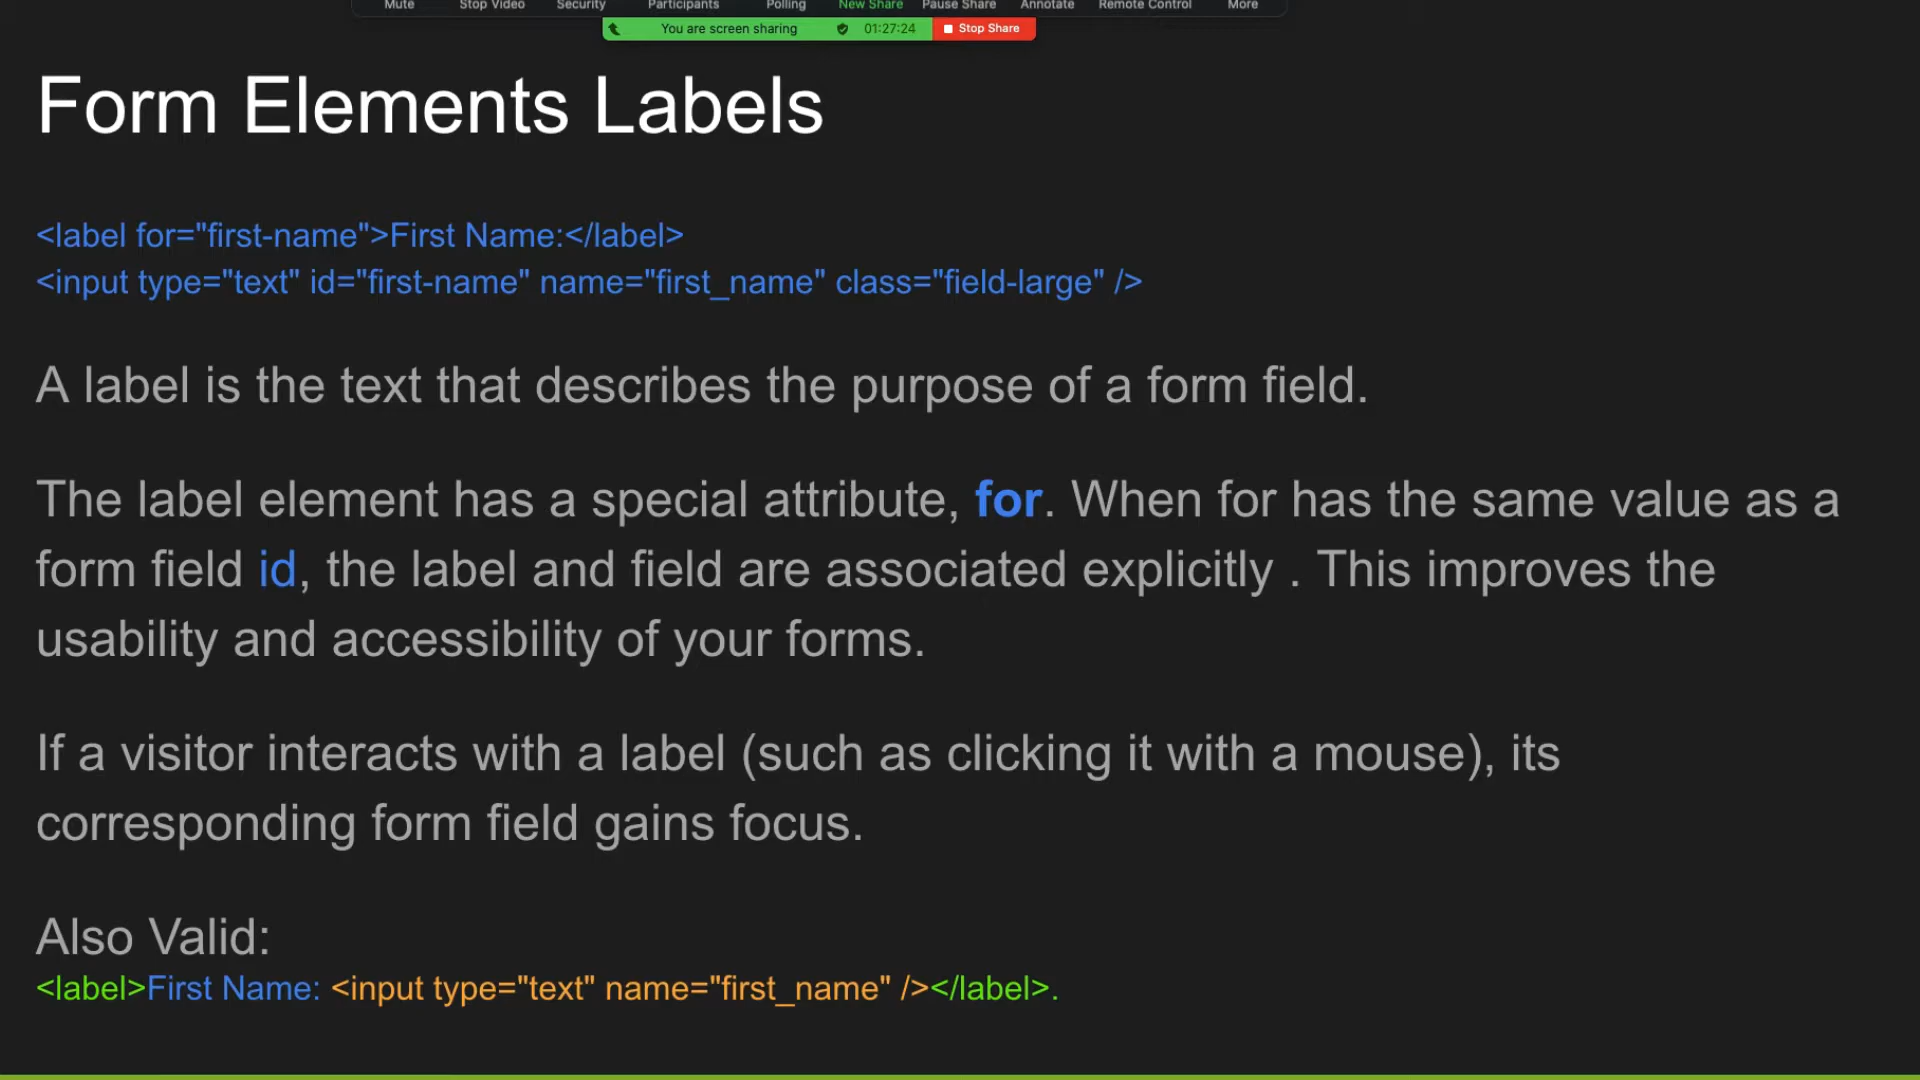 Mute Stop Video Security Participants Polling New Share Pause Share Annotate Remote Control More
You are screen sharing 01:27:24 Stop Share
Form Elements Labels
<label for="first-name">First Name:</label>
<input type="text" id="first-name" name="first_name" class="field-large" />
A label is the text that describes the purpose of a form field.
The label element has a special attribute, for. When for has the same value as a
form field id, the label and field are associated explicitly . This improves the
usability and accessibility of your forms.
If a visitor interacts with a label (such as clicking it with a mouse), its
corresponding form field gains focus.
Also Valid:
<label>First Name: <input type="text" name="first_name" /></label>.